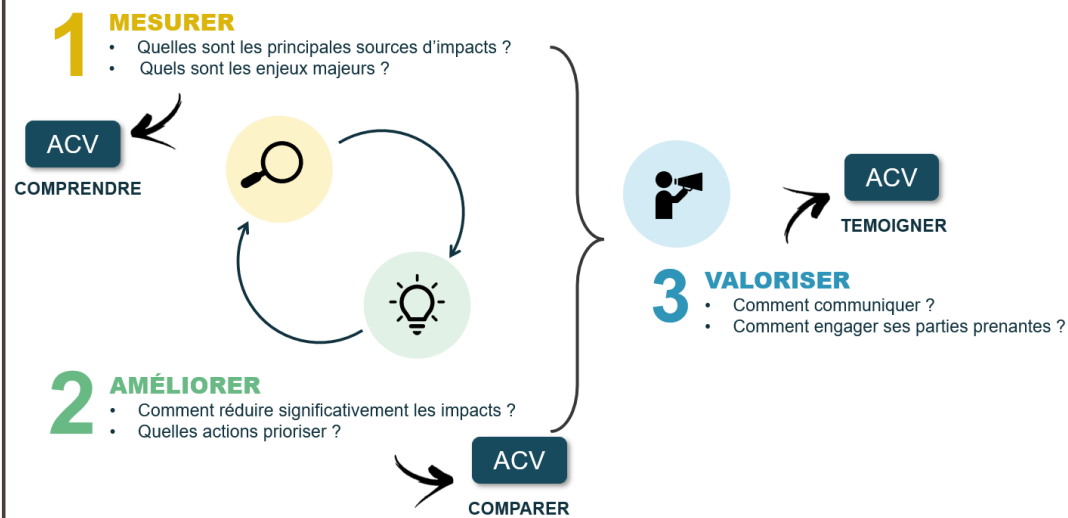 1 MESURER
• Quelles sont les principales sources d'impacts ?
• Quels sont les enjeux majeurs ?
ACV
COMPRENDRE
2 AMÉLIORER
• Comment réduire significativement les impacts ?
• Quelles actions prioriser ?
ACV
COMPARER
ACV
TEMOIGNER
3 VALORISER
• Comment communiquer ?
• Comment engager ses parties prenantes ?